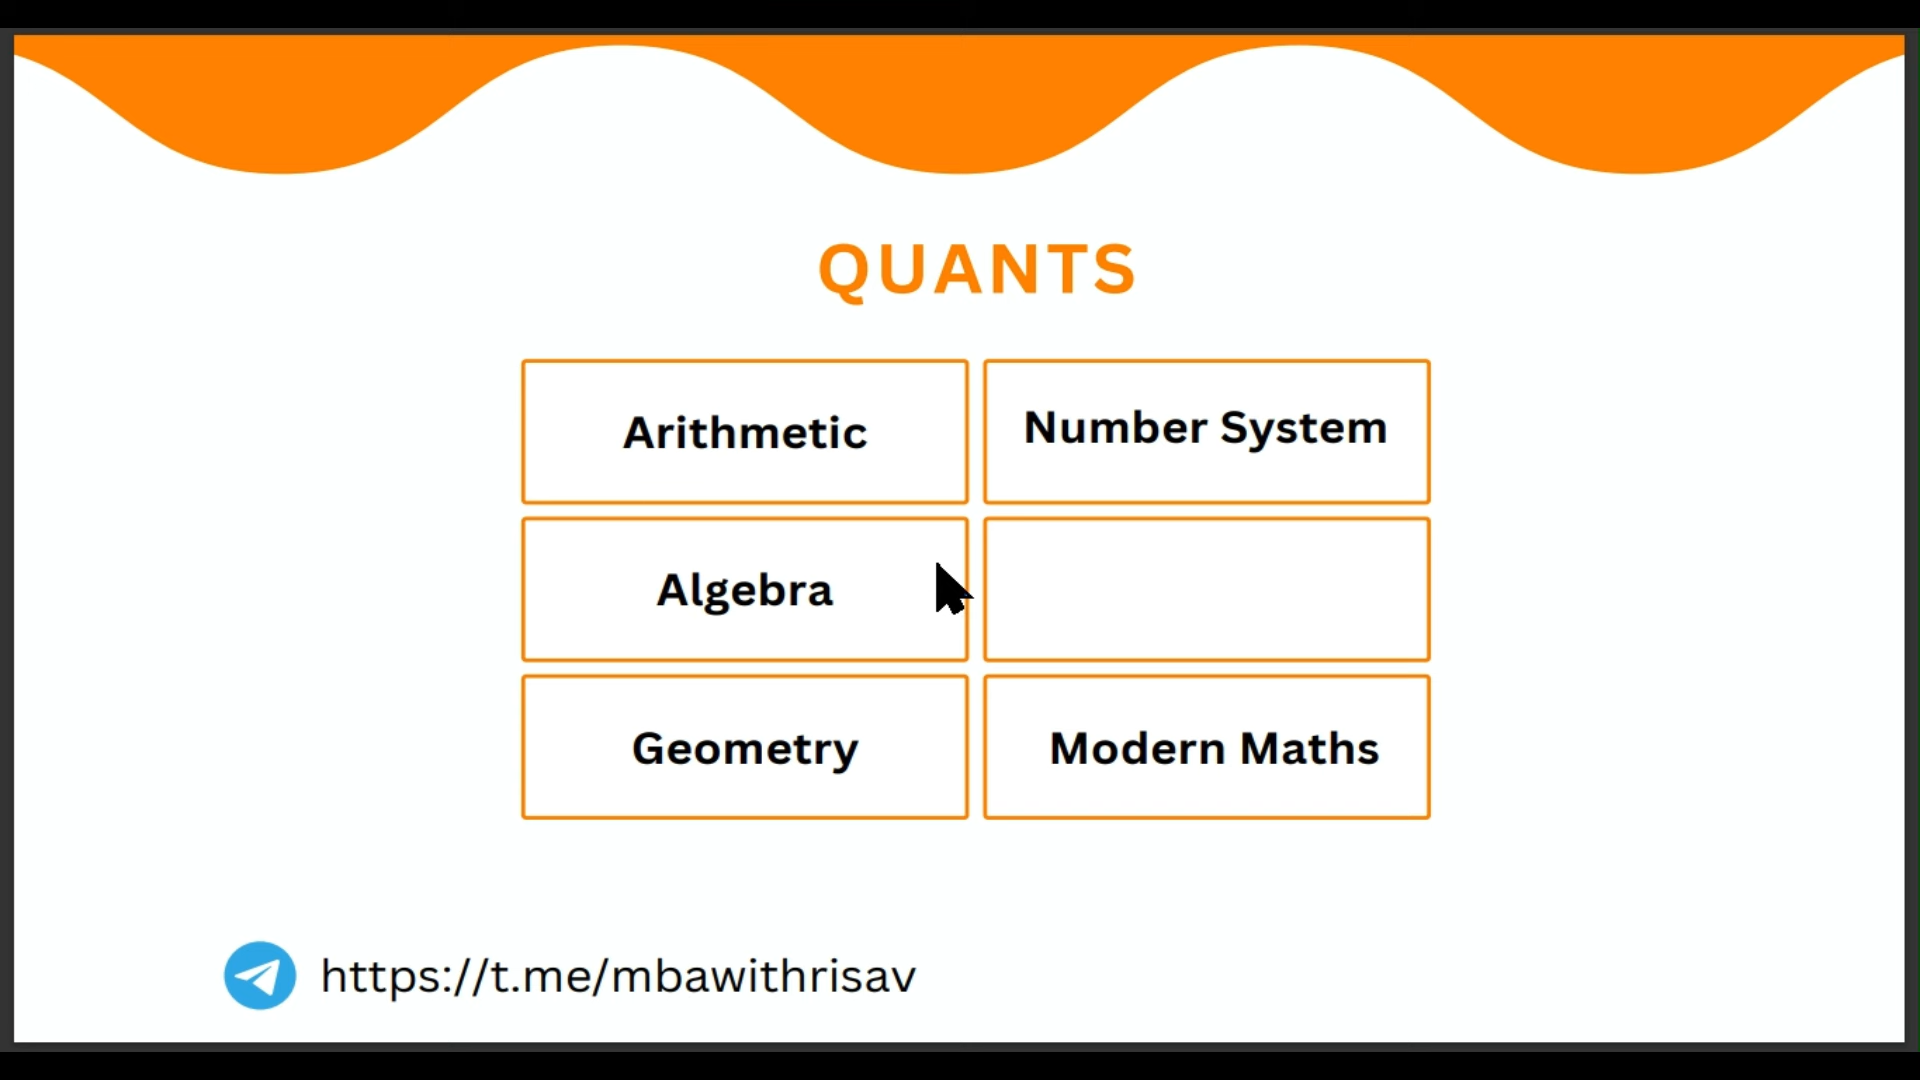 QUANTS
Arithmetic
Number System
Algebra
Geometry
Modern Maths
https://t.me/mbawithrisav